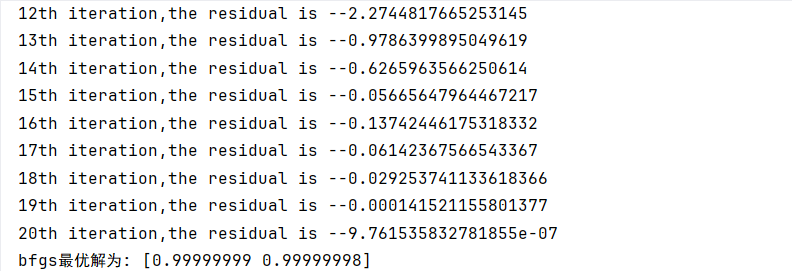 12th iteration,the residual is --2.2744817665253145
13th iteration,the residual is --0.9786399895049619
14th iteration,the residual is --0.6265963566250614
15th iteration,the residual is --0.05665647964467217
16th iteration,the residual is --0.13742446175318332
17th iteration,the residual is --0.06142367566543367
18th iteration,the residual is --0.029253741133618366
19th iteration,the residual is --0.000141521155801377
20th iteration,the residual is --9.761535832781855e-07
bfgs最优解为: [0.99999999 0.99999998]